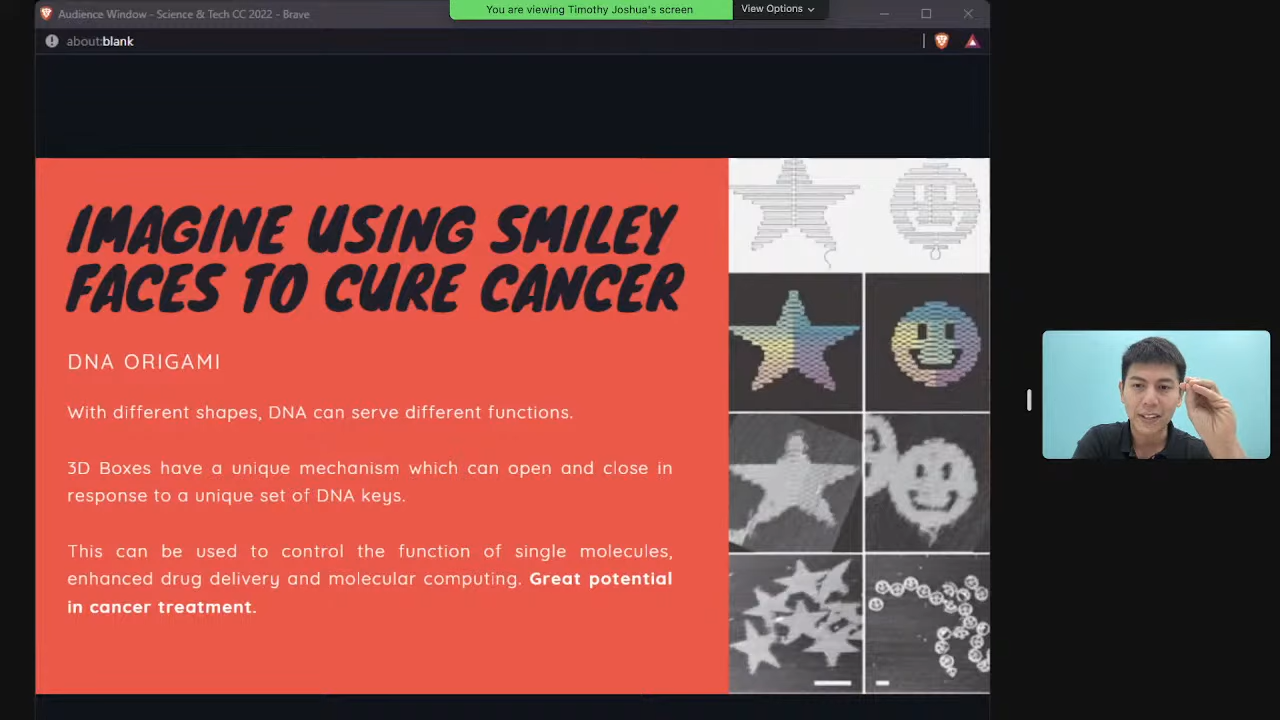 Audience Window - Science & Tech CC 2022 - Brave
You are viewing Timothy Joshua's screen
View Options
about:blank
IMAGINE USING SMILEY
FACES TO CURE CANCER
DNA ORIGAMI
With different shapes, DNA can serve different functions.
3D Boxes have a unique mechanism which can open and close in
response to a unique set of DNA keys.
This can be used to control the function of single molecules,
enhanced drug delivery and molecular computing. Great potential
in cancer treatment.